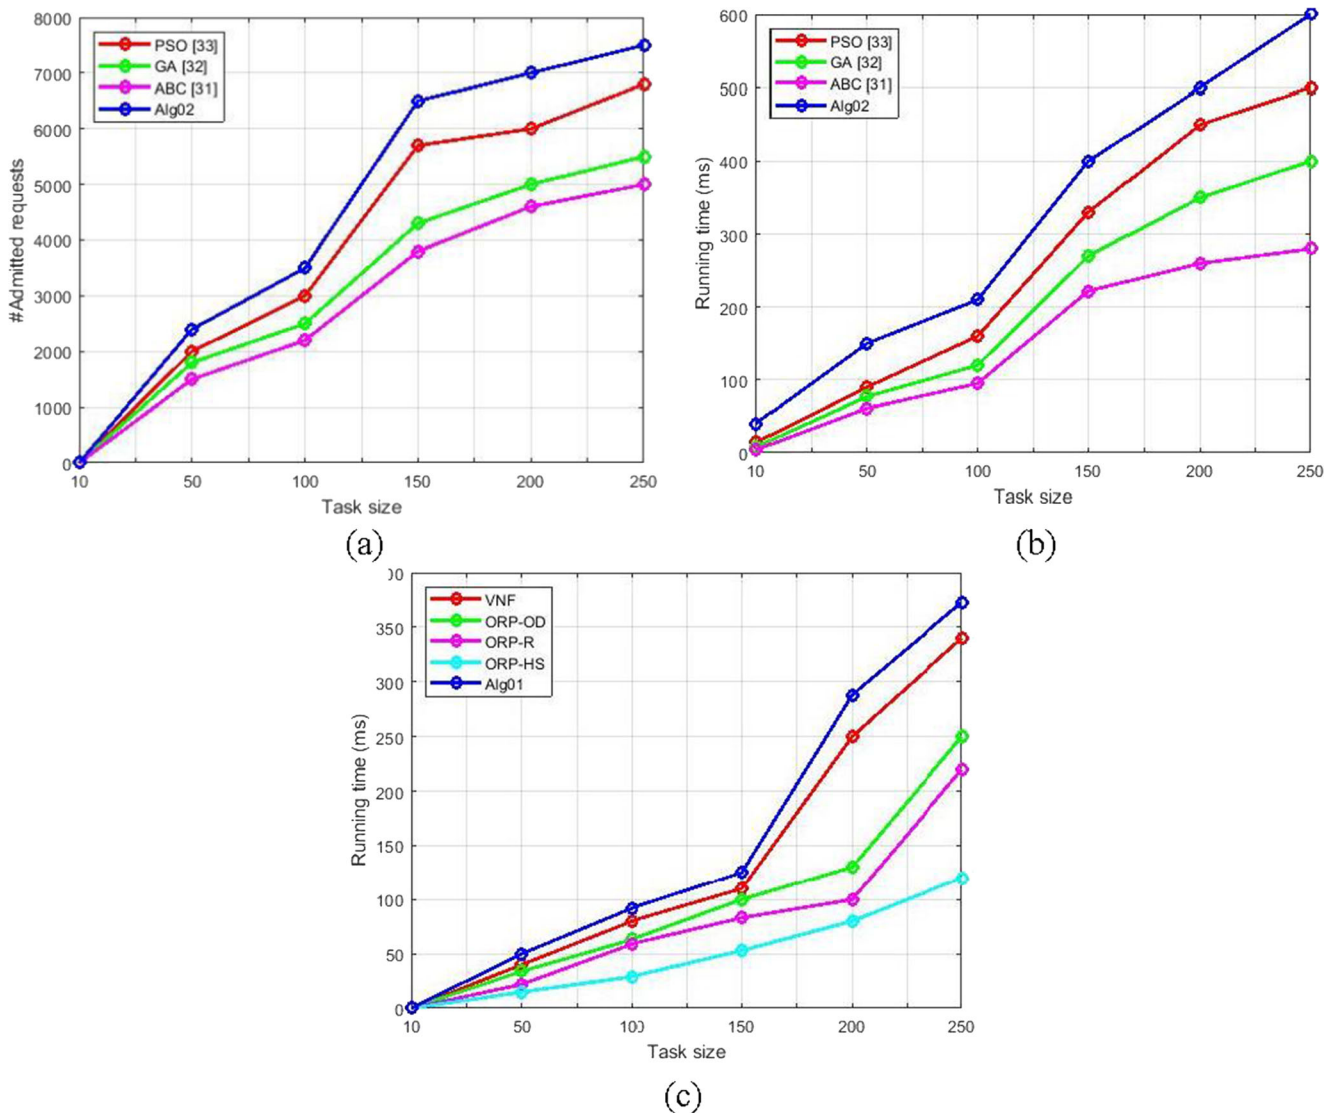 8000
7000
6000
5000
4000
3000
2000
1000
0
#Admitted requests
PSO [33]
GA [32]
ABC [31]
Alg02
10 50 100 150 200 250
Task size
(a)
600
500
400
300
200
100
0
Running time (ms)
PSO [33]
GA [32]
ABC [31]
Alg02
10 50 100 150 200 250
Task size
(b)
00
350
300
250
200
150
100
50
0
Running time (ms)
VNF
ORP-OD
ORP-R
ORP-HS
Alg01
10 50 100 150 200 250
Task size
(c)